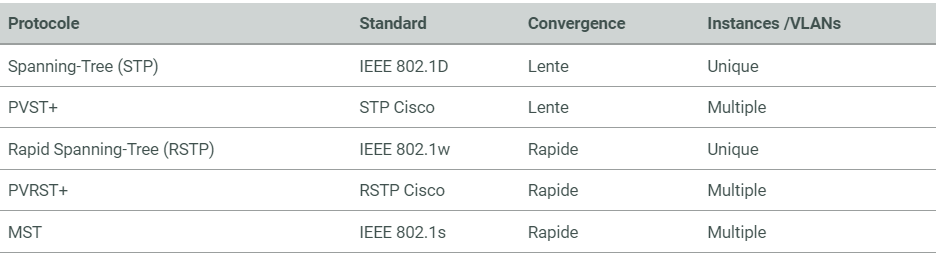 Protocole Standard Convergence Instances /VLANs
Spanning-Tree (STP) IEEE 802.1D Lente Unique
PVST+ STP Cisco Lente Multiple
Rapid Spanning-Tree (RSTP) IEEE 802.1w Rapide Unique
PVRST+ RSTP Cisco Rapide Multiple
MST IEEE 802.1s Rapide Multiple